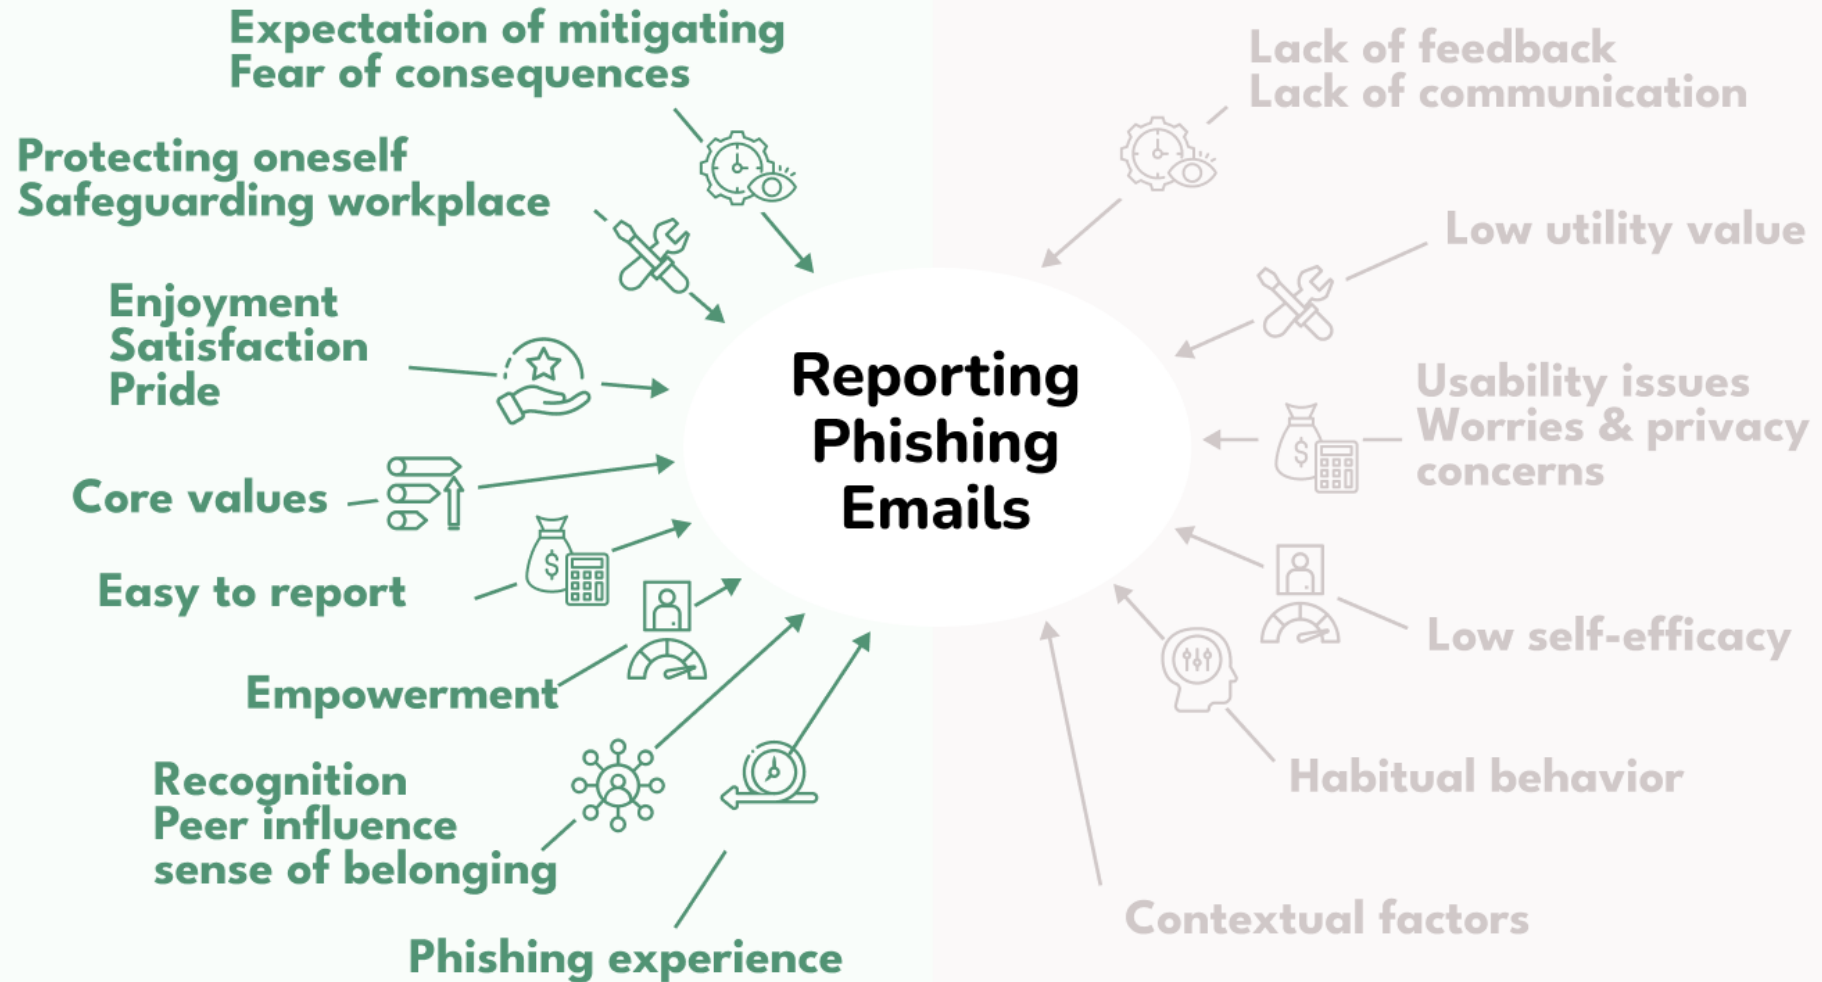 Expectation of mitigating
Fear of consequences
Protecting oneself
Safeguarding workplace
Enjoyment
Satisfaction
Pride
Core values
Easy to report
Empowerment
Recognition
Peer influence
sense of belonging
Phishing experience
Reporting
Phishing
Emails
Lack of feedback
Lack of communication
Low utility value
Usability issues
Worries & privacy
concerns
Low self-efficacy
Habitual behavior
Contextual factors